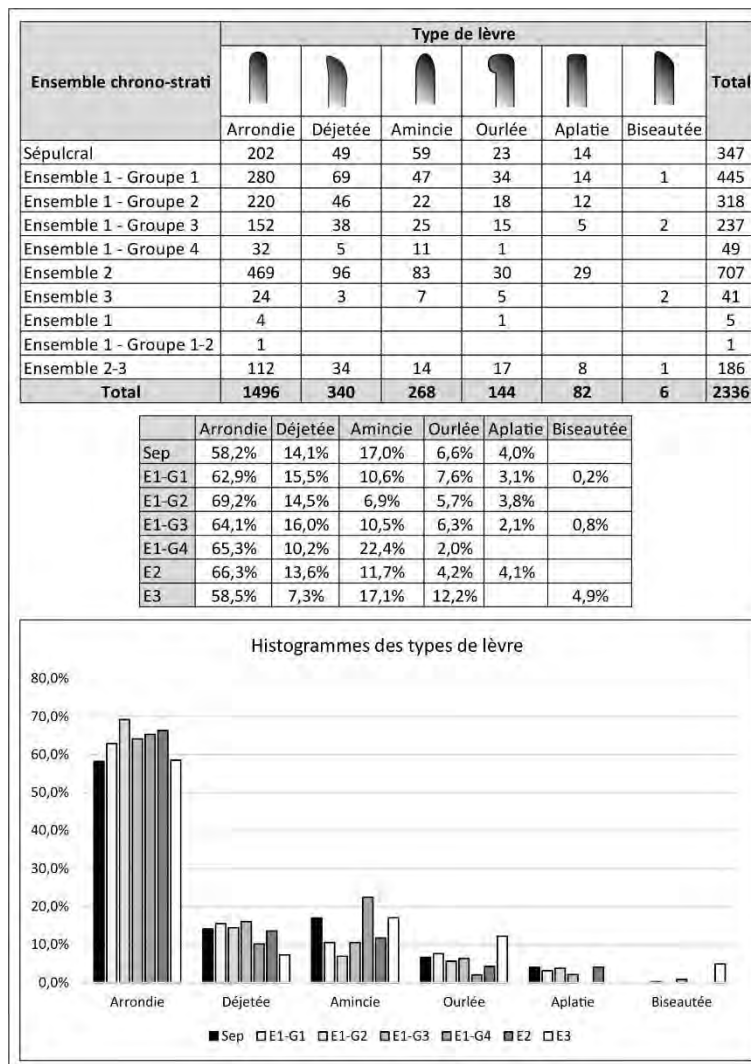 Ensemble chrono-strati Type de lèvre Total
Arrondie Déjetée Amincie Ourlée Aplatie Biseautée
Sépulcral 202 49 59 23 14 347
Ensemble 1 - Groupe 1 280 69 47 34 14 1 445
Ensemble 1 - Groupe 2 220 46 22 18 12 318
Ensemble 1 - Groupe 3 152 38 25 15 5 2 237
Ensemble 1 - Groupe 4 32 5 11 1 49
Ensemble 2 469 96 83 30 29 707
Ensemble 3 24 3 7 5 2 41
Ensemble 1 4 1 5
Ensemble 1 - Groupe 1-2 1 1
Ensemble 2-3 112 34 14 17 8 1 186
Total 1496 340 268 144 82 6 2336
Arrondie Déjetée Amincie Ourlée Aplatie Biseautée
Sep 58,2% 14,1% 17,0% 6,6% 4,0%
E1-G1 62,9% 15,5% 10,6% 7,6% 3,1% 0,2%
E1-G2 69,2% 14,5% 6,9% 5,7% 3,8%
E1-G3 64,1% 16,0% 10,5% 6,3% 2,1% 0,8%
E1-G4 65,3% 10,2% 22,4% 2,0%
E2 66,3% 13,6% 11,7% 4,2% 4,1%
E3 58,5% 7,3% 17,1% 12,2% 4,9%
Histogrammes des types de lèvre
80,0%
70,0%
60,0%
50,0%
40,0%
30,0%
20,0%
10,0%
0,0%
Arrondie Déjetée Amincie Ourlée Aplatie Biseautée
Sep E1-G1 E1-G2 E1-G3 E1-G4 E2 E3